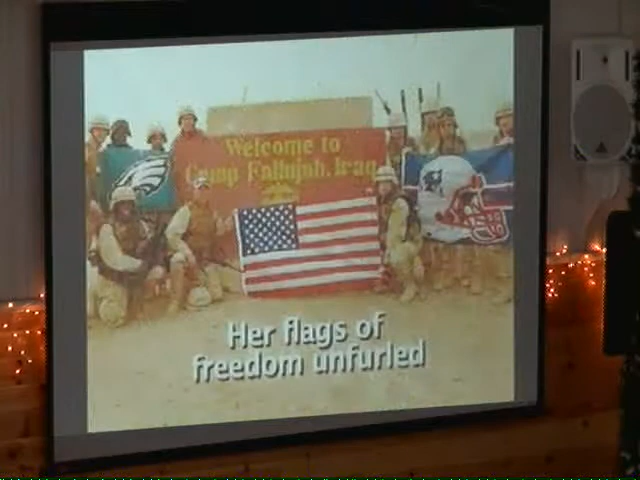 Welcome to
Camp Fallujah, Iraq
Her flags of
freedom unfurled